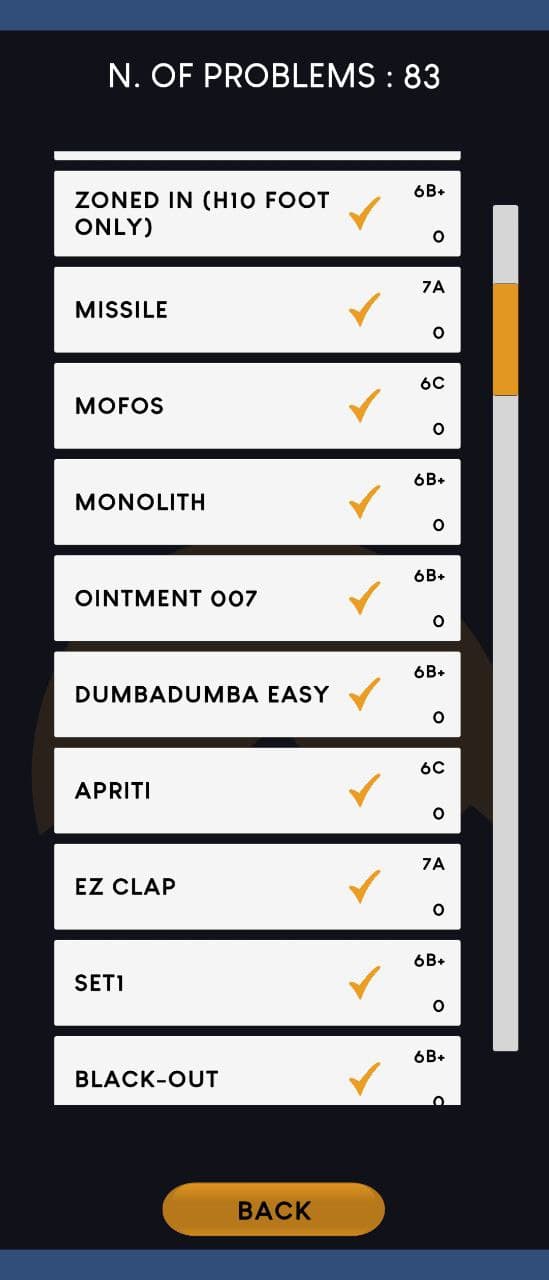 N. OF PROBLEMS : 83
ZONED IN (H10 FOOT
ONLY)
6B+
0
MISSILE
7A
0
MOFOS
6C
0
MONOLITH
6B+
0
OINTMENT 007
6B+
0
DUMBADUMBA EASY
6B+
0
APRITI
6C
0
EZ CLAP
7A
0
SET1
6B+
0
BLACK-OUT
6B+
0
BACK